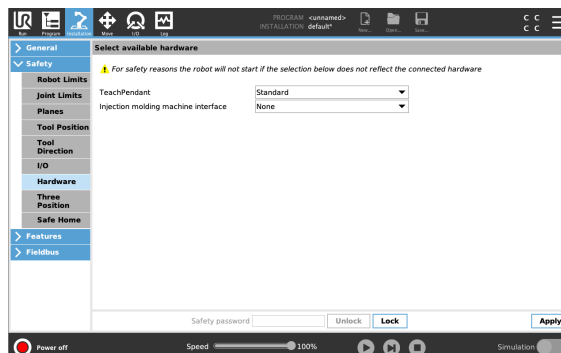 UR
PROGRAM <unnamed>
INSTALLATION default*
Run Program Installation Move I/O Log New... Open... Save...
C C
C C
General
Select available hardware
Safety
For safety reasons the robot will not start if the selection below does not reflect the connected hardware
Robot Limits
TeachPendant Standard
Joint Limits
Injection molding machine interface None
Planes
Tool Position
Tool
Direction
I/O
Hardware
Three
Position
Safe Home
Features
Fieldbus
Safety password Unlock Lock Apply
Power off Speed 100% Simulation